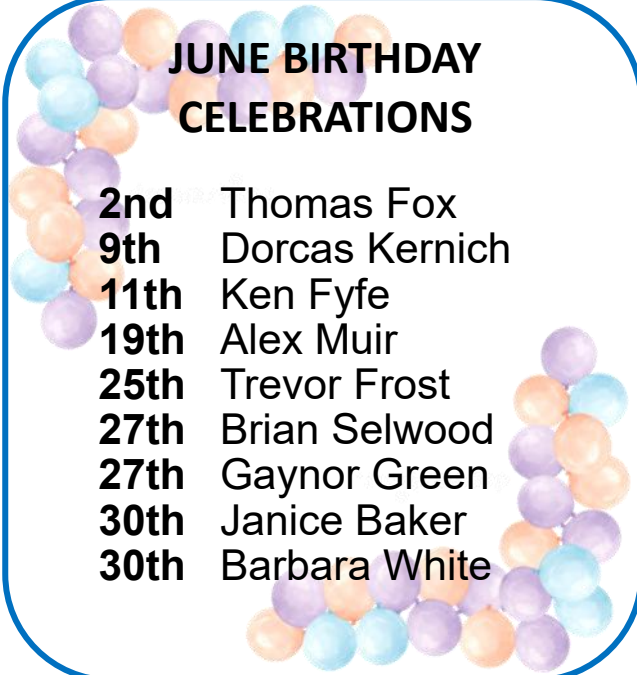 JUNE BIRTHDAY
CELEBRATIONS
2nd Thomas Fox
9th Dorcas Kernich
11th Ken Fyfe
19th Alex Muir
25th Trevor Frost
27th Brian Selwood
27th Gaynor Green
30th Janice Baker
30th Barbara White